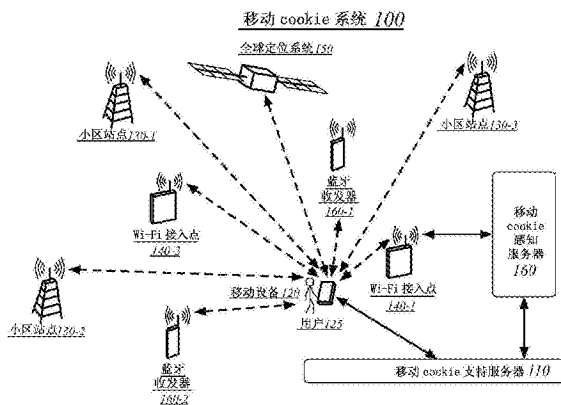 移动 cookie 系统 100
全球定位系统 150
小区站点 130-1
小区站点 130-3
蓝牙
收发器
160-1
Wi-Fi 接入点
140-2
移动
cookie
感知
服务器
160
Wi-Fi 接入点
140-1
移动设备 120
用户 125
小区站点 130-2
蓝牙
收发器
160-2
移动 cookie 支持服务器 110